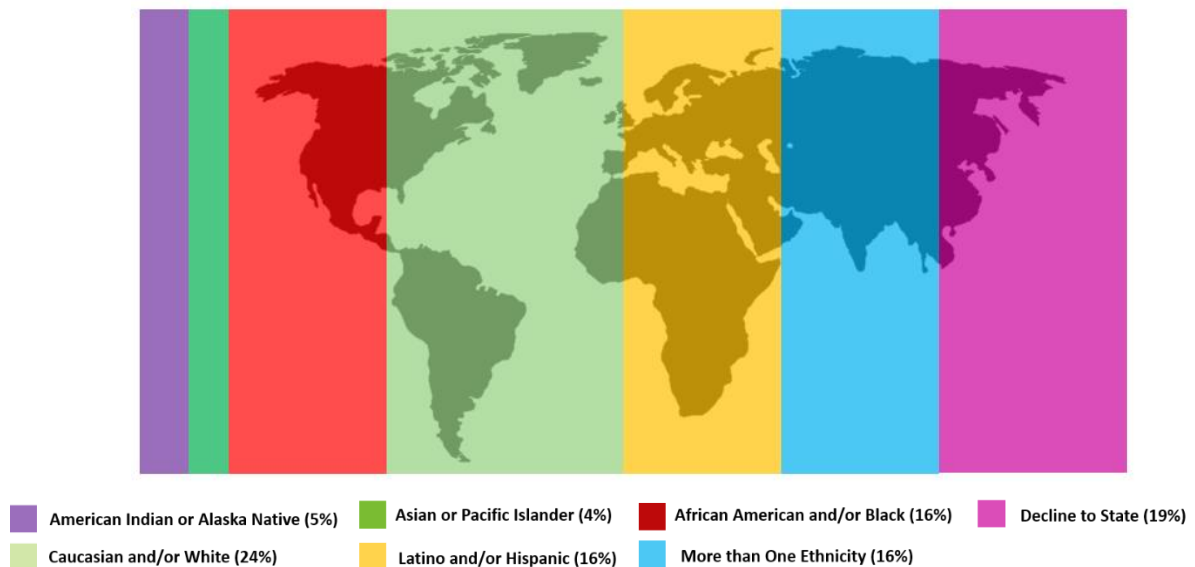 American Indian or Alaska Native (5%)
Asian or Pacific Islander (4%)
African American and/or Black (16%)
Decline to State (19%)
Caucasian and/or White (24%)
Latino and/or Hispanic (16%)
More than One Ethnicity (16%)